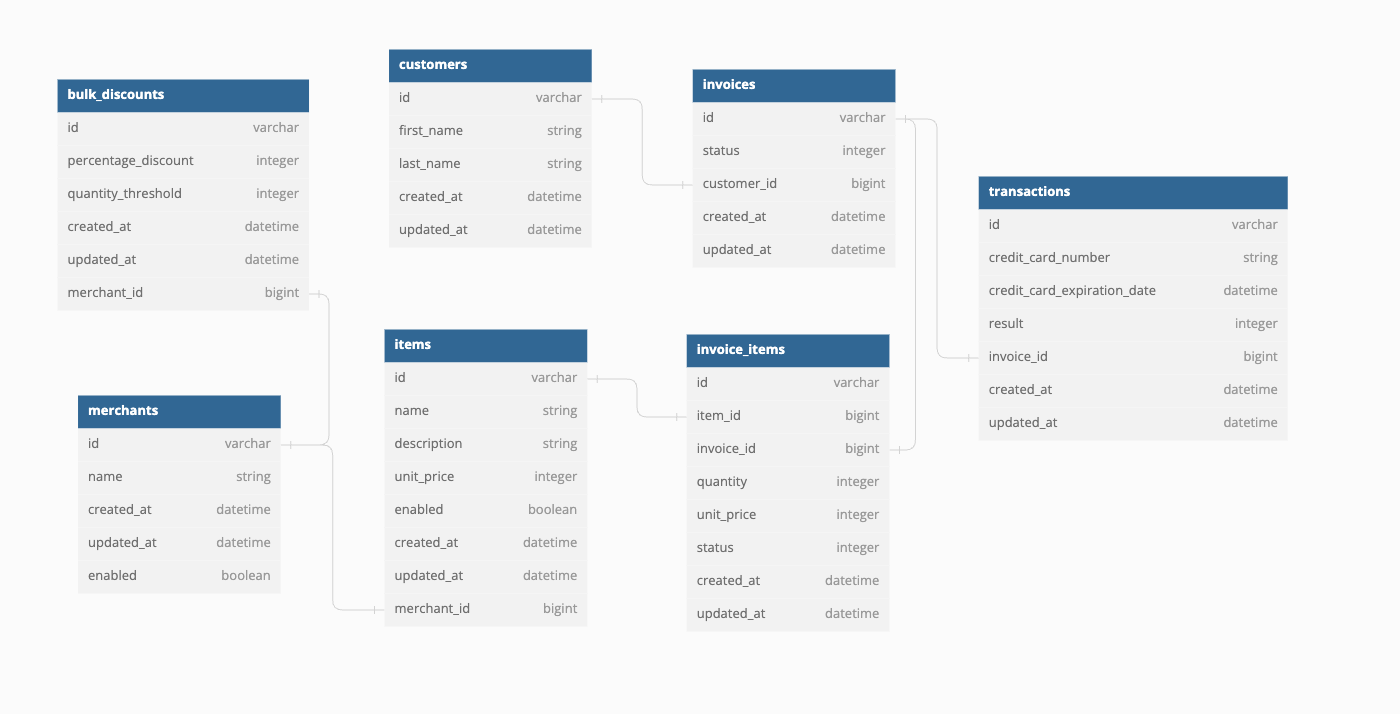 bulk_discounts
id varchar
percentage_discount integer
quantity_threshold integer
created_at datetime
updated_at datetime
merchant_id bigint
customers
id varchar
first_name string
last_name string
created_at datetime
updated_at datetime
invoices
id varchar
status integer
customer_id bigint
created_at datetime
updated_at datetime
transactions
id varchar
credit_card_number string
credit_card_expiration_date datetime
result integer
invoice_id bigint
created_at datetime
updated_at datetime
merchants
id varchar
name string
created_at datetime
updated_at datetime
enabled boolean
items
id varchar
name string
description string
unit_price integer
enabled boolean
created_at datetime
updated_at datetime
merchant_id bigint
invoice_items
id varchar
item_id bigint
invoice_id bigint
quantity integer
unit_price integer
status integer
created_at datetime
updated_at datetime